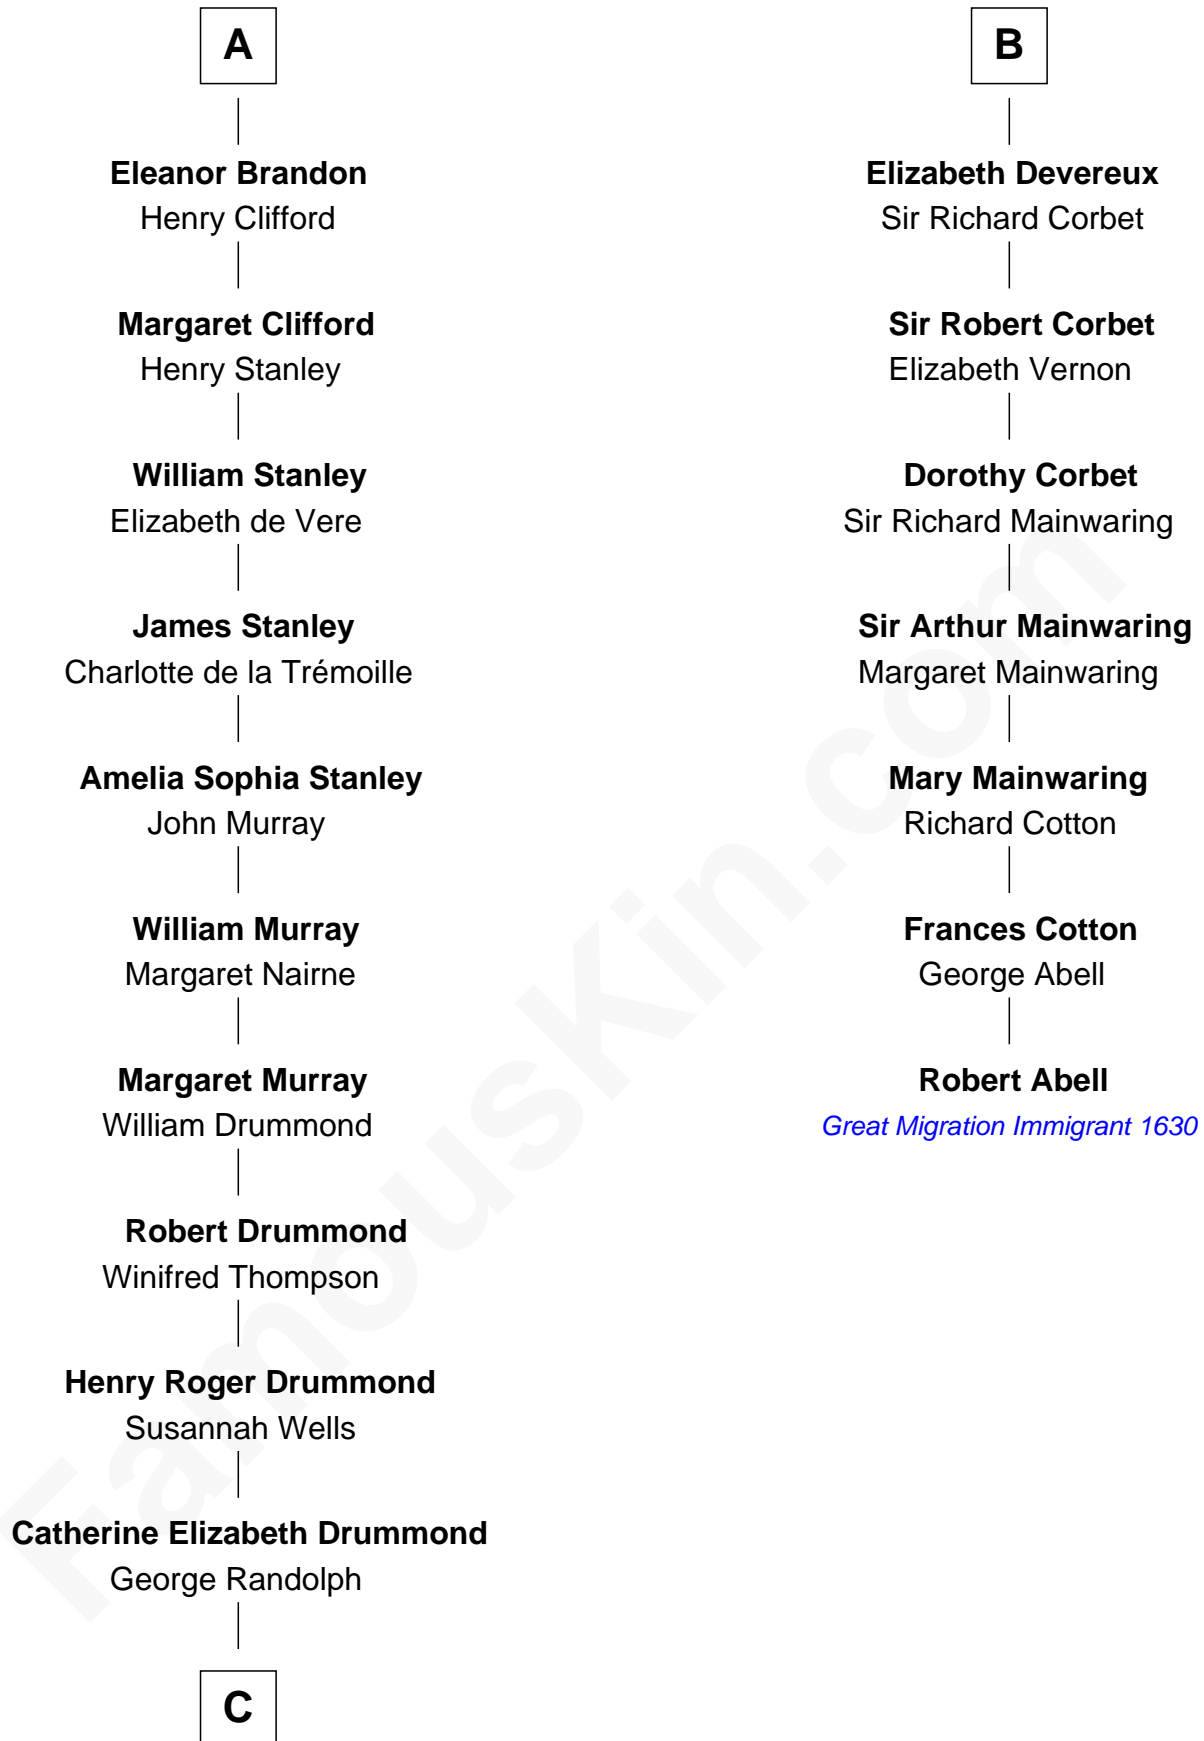 A
Eleanor Brandon
Henry Clifford
Margaret Clifford
Henry Stanley
William Stanley
Elizabeth de Vere
James Stanley
Charlotte de la Trémoille
Amelia Sophia Stanley
John Murray
William Murray
Margaret Nairne
Margaret Murray
William Drummond
Robert Drummond
Winifred Thompson
Henry Roger Drummond
Susannah Wells
Catherine Elizabeth Drummond
George Randolph
C
B
Elizabeth Devereux
Sir Richard Corbet
Sir Robert Corbet
Elizabeth Vernon
Dorothy Corbet
Sir Richard Mainwaring
Sir Arthur Mainwaring
Margaret Mainwaring
Mary Mainwaring
Richard Cotton
Frances Cotton
George Abell
Robert Abell
Great Migration Immigrant 1630
FamousKin.com